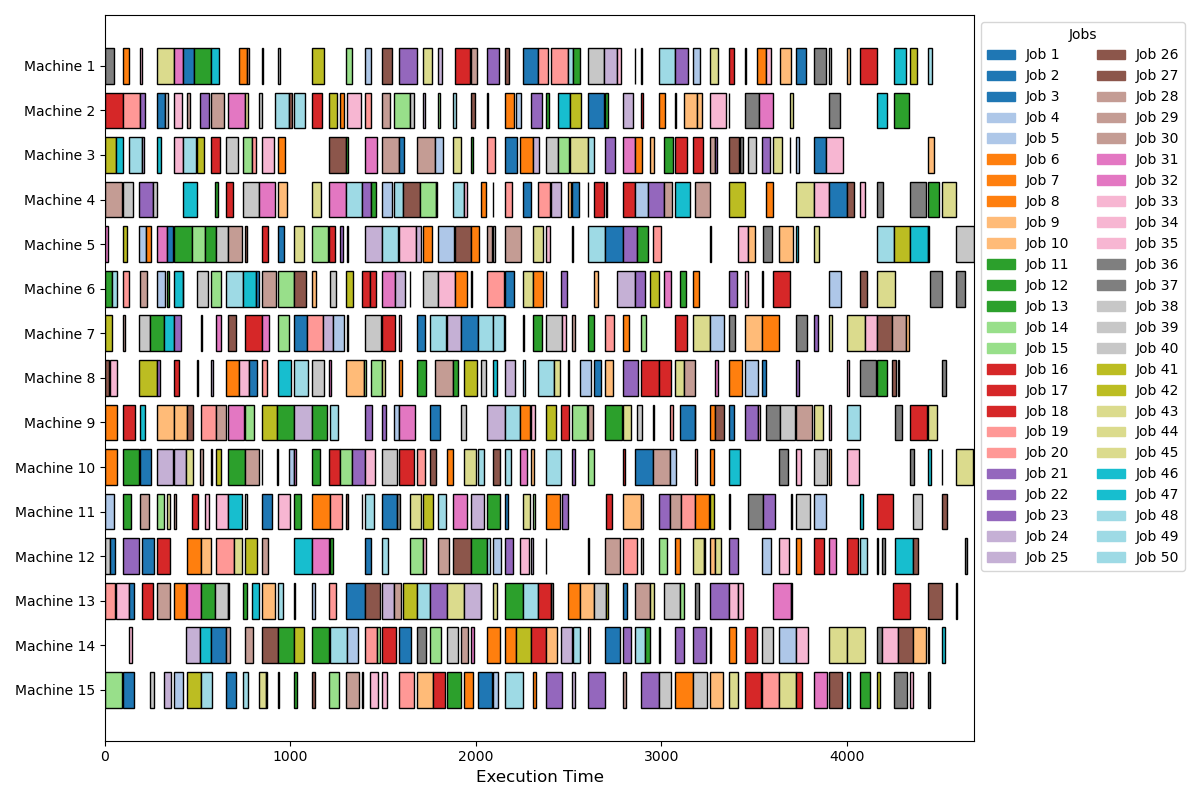 Machine 1
Machine 2
Machine 3
Machine 4
Machine 5
Machine 6
Machine 7
Machine 8
Machine 9
Machine 10
Machine 11
Machine 12
Machine 13
Machine 14
Machine 15
0 1000 2000 3000 4000
Execution Time
Jobs
Job 1
Job 2
Job 3
Job 4
Job 5
Job 6
Job 7
Job 8
Job 9
Job 10
Job 11
Job 12
Job 13
Job 14
Job 15
Job 16
Job 17
Job 18
Job 19
Job 20
Job 21
Job 22
Job 23
Job 24
Job 25
Job 26
Job 27
Job 28
Job 29
Job 30
Job 31
Job 32
Job 33
Job 34
Job 35
Job 36
Job 37
Job 38
Job 39
Job 40
Job 41
Job 42
Job 43
Job 44
Job 45
Job 46
Job 47
Job 48
Job 49
Job 50